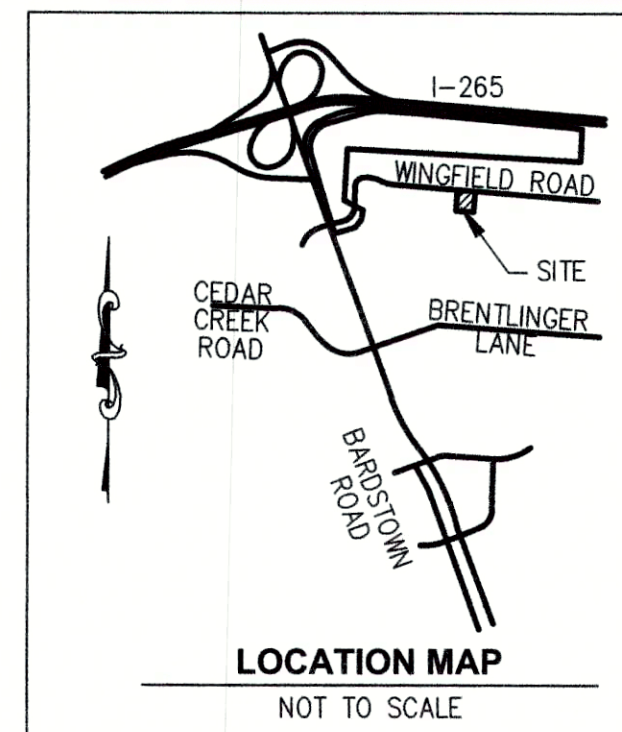 I-265
WINGFIELD ROAD
SITE
CEDAR
CREEK
ROAD
BRENTLINGER
LANE
BARDSTOWN
ROAD
LOCATION MAP
NOT TO SCALE